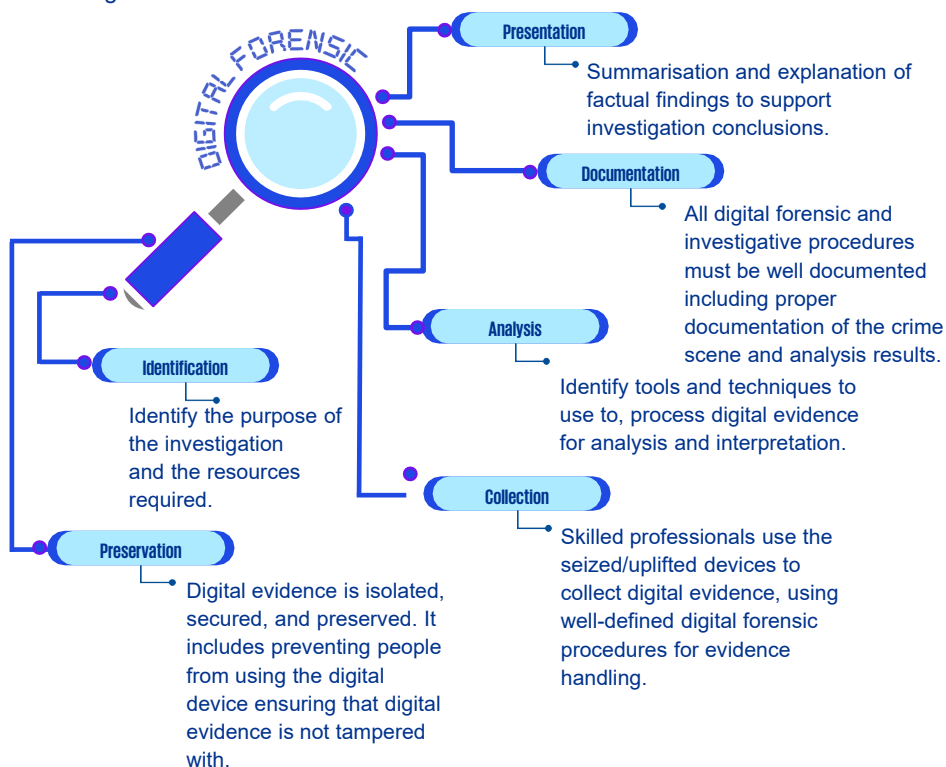 DIGITAL FORENSIC
Presentation
Summarisation and explanation of
factual findings to support
investigation conclusions.
Documentation
All digital forensic and
investigative procedures
must be well documented
including proper
documentation of the crime
scene and analysis results.
Analysis
Identify tools and techniques to
use to, process digital evidence
for analysis and interpretation.
Identification
Identify the purpose of
the investigation
and the resources
required.
Collection
Skilled professionals use the
seized/uplifted devices to
collect digital evidence, using
well-defined digital forensic
procedures for evidence
handling.
Preservation
Digital evidence is isolated,
secured, and preserved. It
includes preventing people
from using the digital
device ensuring that digital
evidence is not tampered
with.